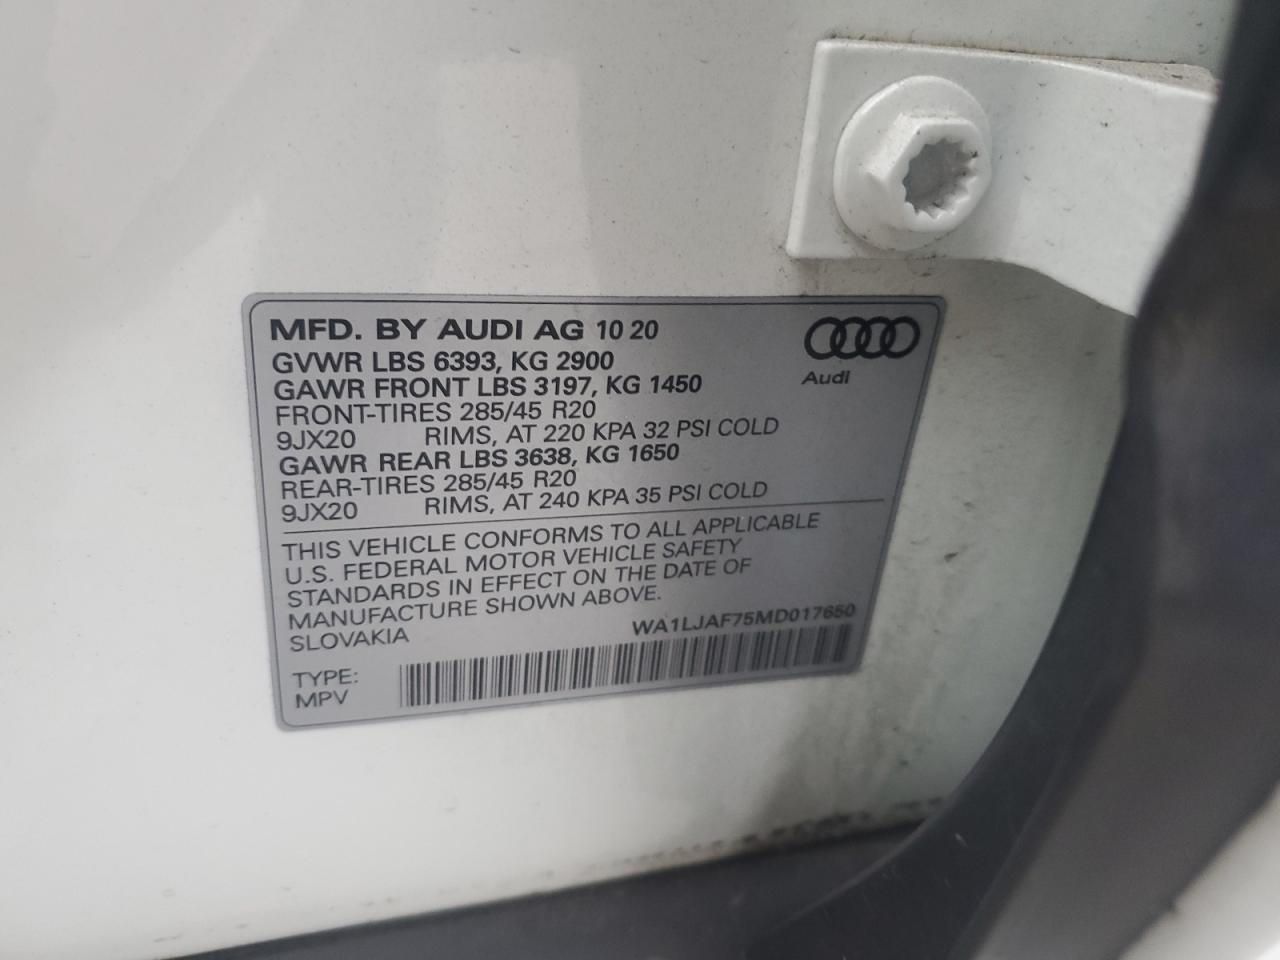 MFD. BY AUDI AG 10 20
GVWR LBS 6393, KG 2900
GAWR FRONT LBS 3197, KG 1450
FRONT-TIRES 285/45 R20
9JX20 RIMS, AT 220 KPA 32 PSI COLD
GAWR REAR LBS 3638, KG 1650
REAR-TIRES 285/45 R20
9JX20 RIMS, AT 240 KPA 35 PSI COLD
Audi
THIS VEHICLE CONFORMS TO ALL APPLICABLE
U.S. FEDERAL MOTOR VEHICLE SAFETY
STANDARDS IN EFFECT ON THE DATE OF
MANUFACTURE SHOWN ABOVE.
SLOVAKIA
WA1LJAF75MD017650
TYPE:
MPV